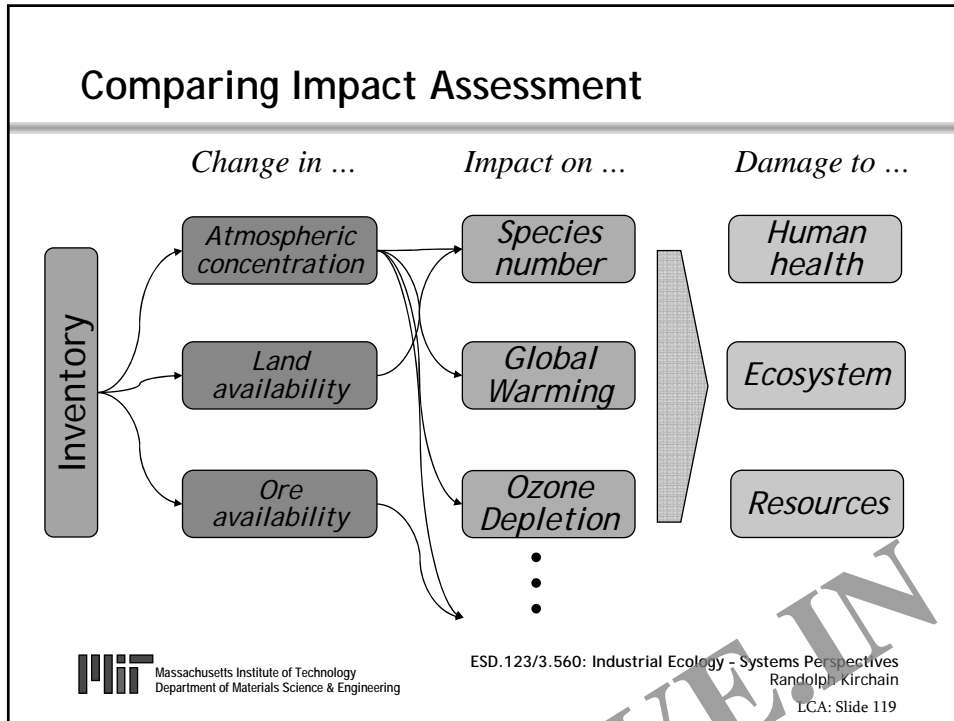 Comparing Impact Assessment
Change in …
Impact on …
Damage to …
Inventory
Atmospheric
concentration
Land
availability
Ore
availability
Species
number
Global
Warming
Ozone
Depletion
Human
health
Ecosystem
Resources
Massachusetts Institute of Technology
Department of Materials Science & Engineering
ESD.123/3.560: Industrial Ecology – Systems Perspectives
Randolph Kirchain
LCA: Slide 119